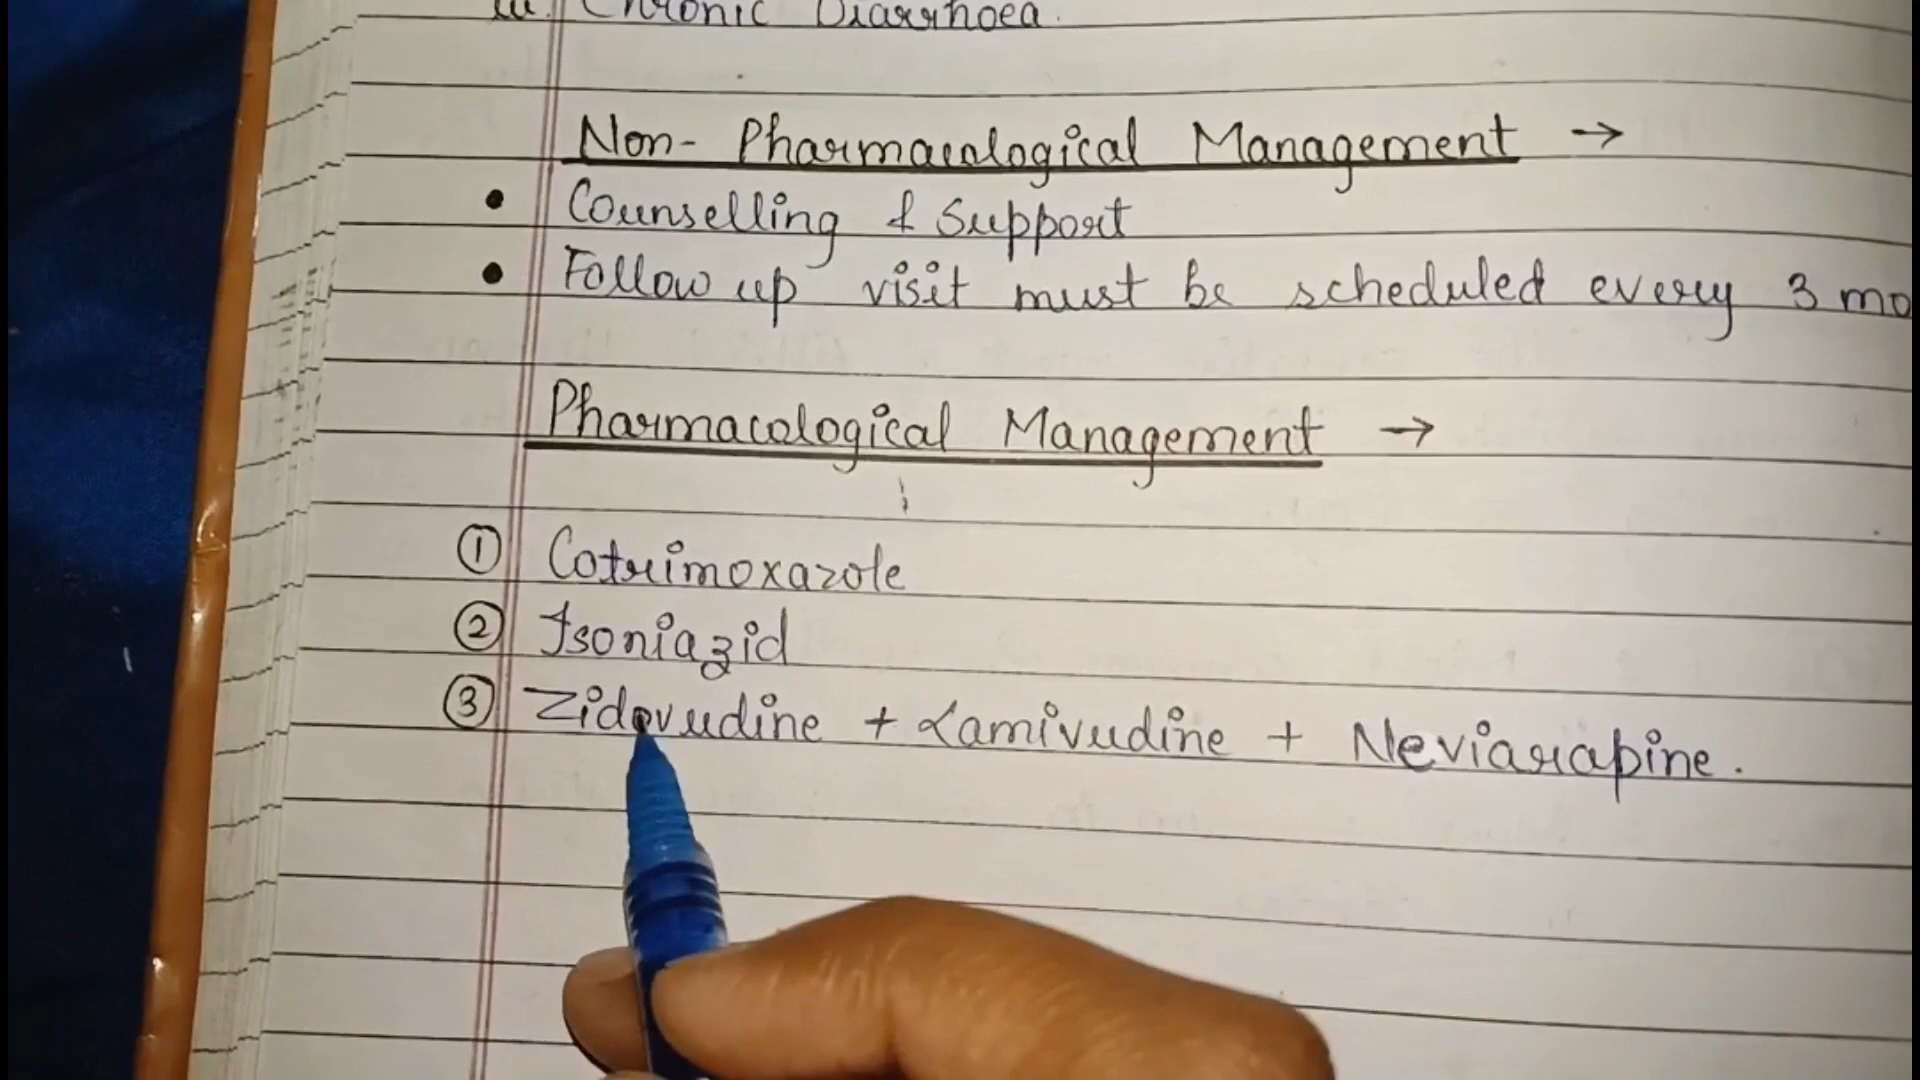 iii. Chronic Diarrhoea.
Non- Pharmacological Management →
• Counselling & Support
• Follow up visit must be scheduled every 3 mo
Pharmacological Management →
① Cotrimoxazole
② Isoniazid
③ Zidovudine + Lamivudine + Neviarapine.